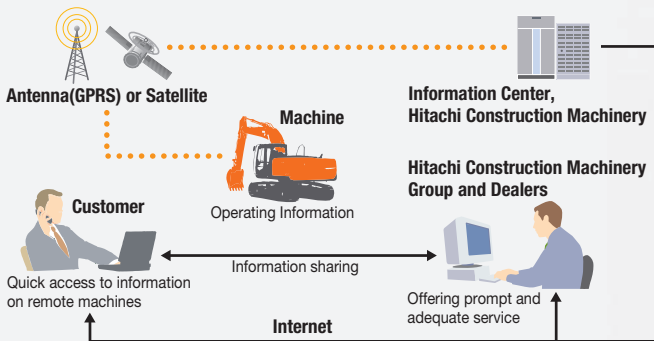 Antenna(GPRS) or Satellite
Information Center,
Hitachi Construction Machinery
Machine
Operating Information
Hitachi Construction Machinery
Group and Dealers
Customer
Quick access to information
on remote machines
Information sharing
Offering prompt and
adequate service
Internet